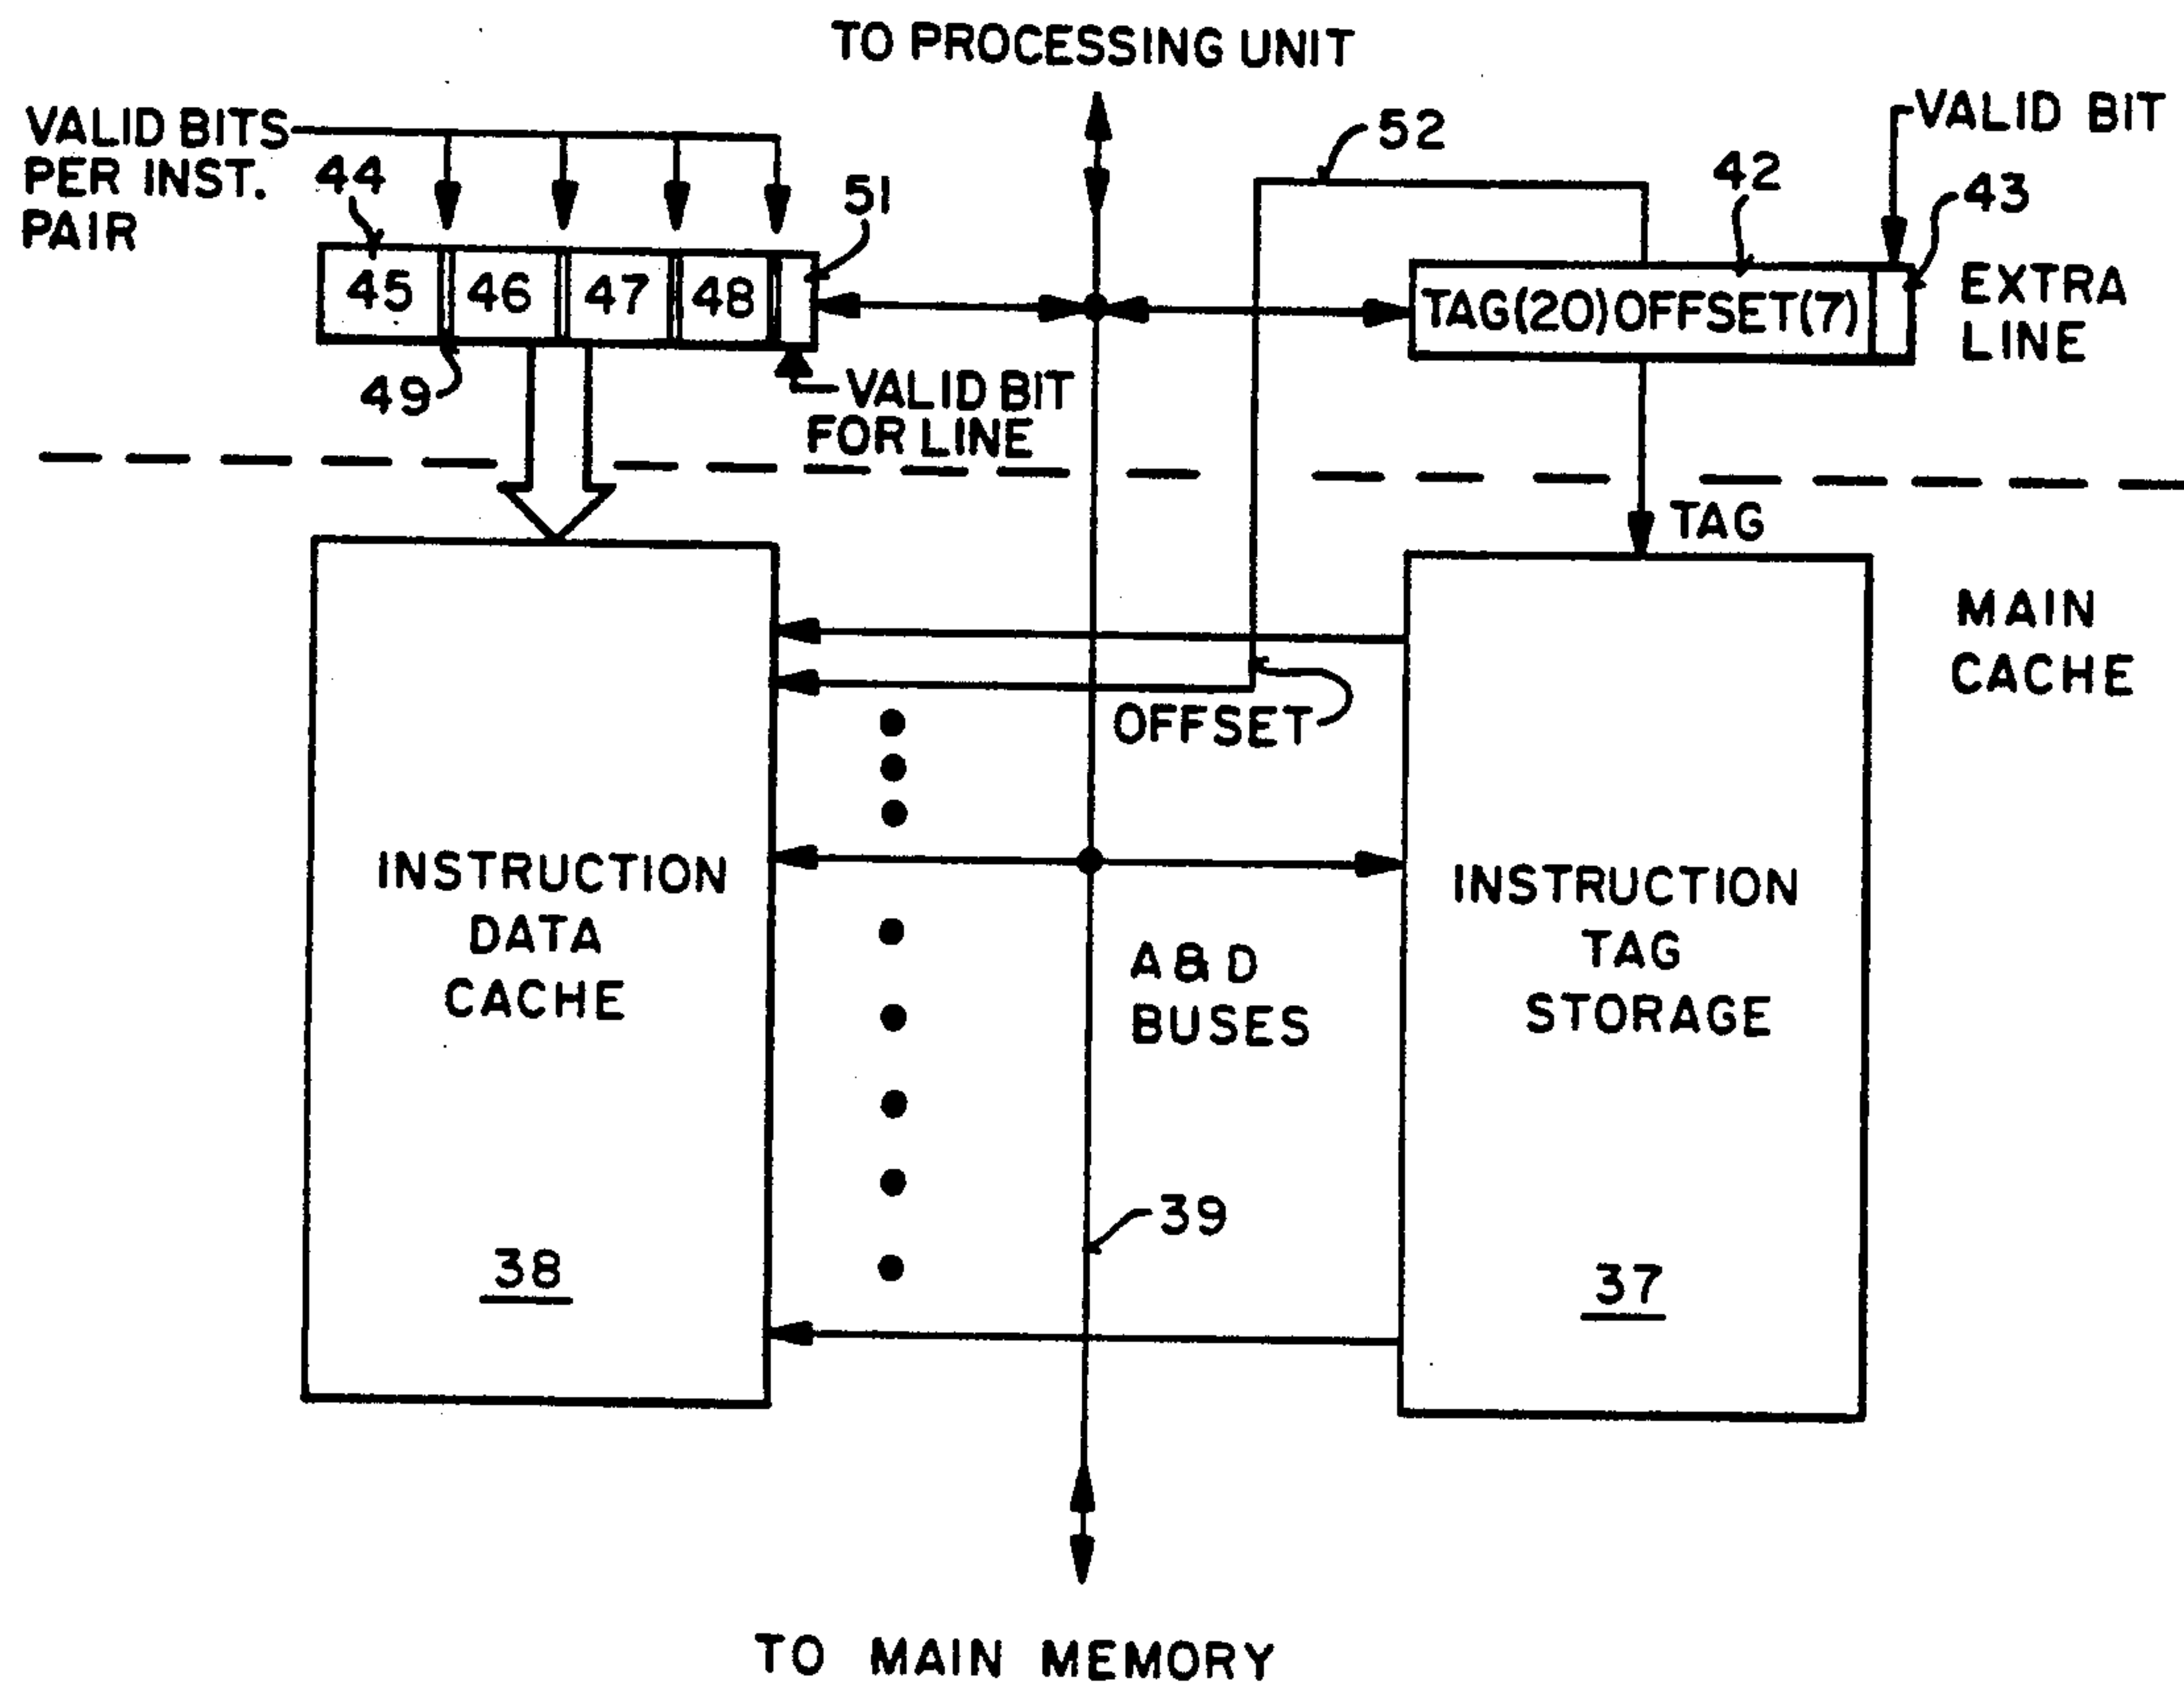 TO PROCESSING UNIT
VALID BITS
PER INST.
PAIR
44
51
52
42
VALID BIT
43
45 46 47 48
TAG(20)OFFSET(7)
EXTRA
LINE
49
VALID BIT
FOR LINE
TAG
MAIN
CACHE
OFFSET
INSTRUCTION
DATA
CACHE
38
A & D
BUSES
39
INSTRUCTION
TAG
STORAGE
37
TO MAIN MEMORY